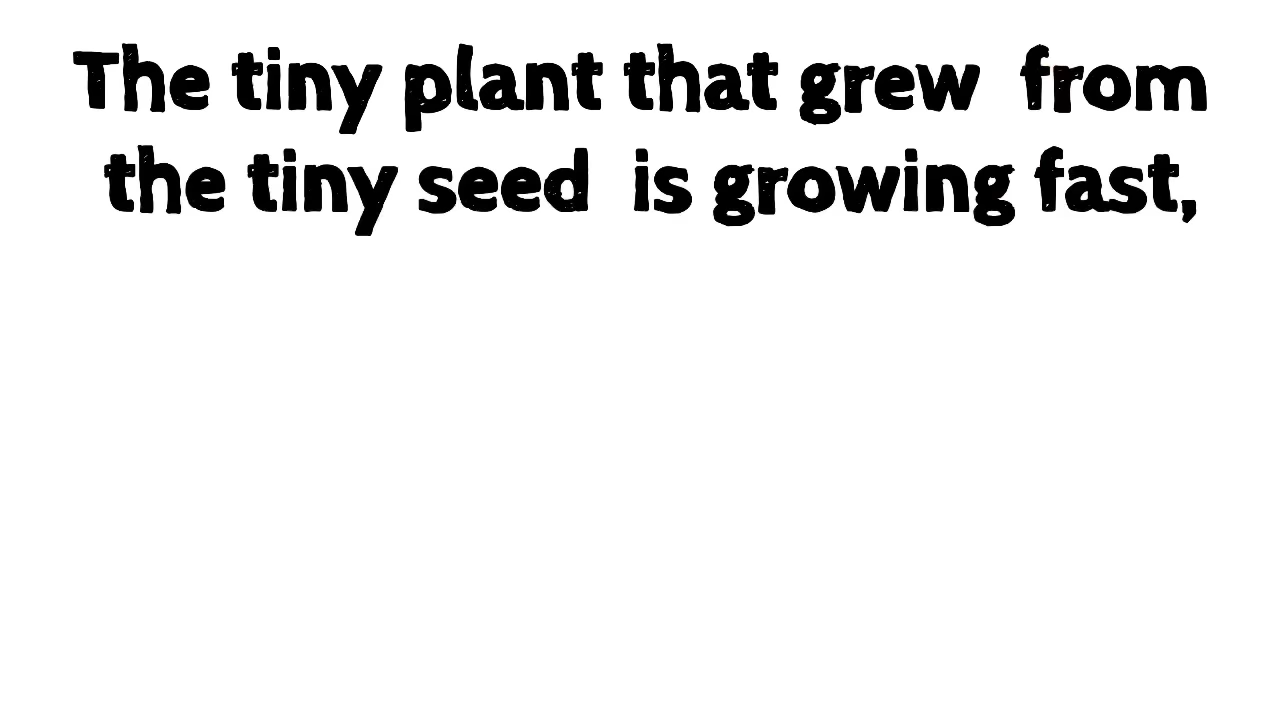 The tiny plant that grew from
the tiny seed is growing fast,